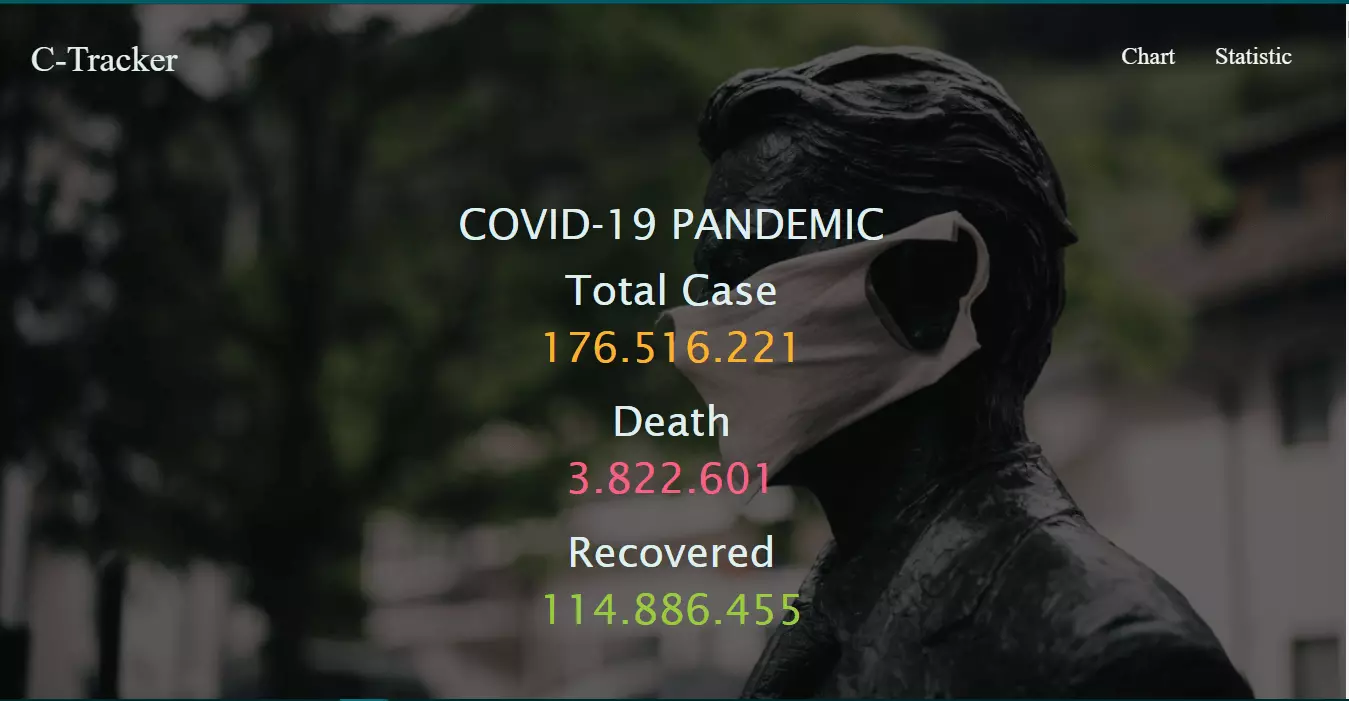 C-Tracker
Chart
Statistic
COVID-19 PANDEMIC
Total Case
176.516.221
Death
3.822.601
Recovered
114.886.455